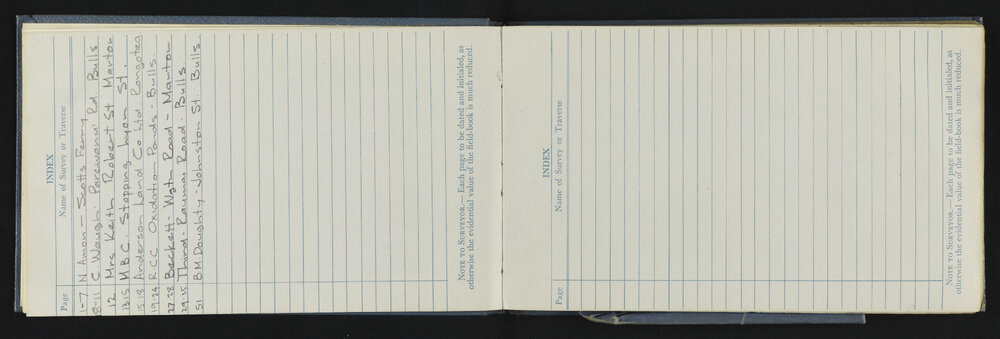 INDEX
Page Name of Survey or Traverse
1-7 N Amon — Scotts Ferry
8-11 C Waugh - Parewanui Rd. Bulls
12 Mrs Keith Robert St Marton
13-15 M.B.C. Stopping Lyon St.
15-18 Anderson Land Co Ltd. Rongotea
19-24 R.C.C Oxidation Ponds - Bulls.
27-28 Beckett - Wgtn Road - Marton
29-35 Raumai Road. Bulls.
51 B.M. Doughty - Johnston St. Bulls
NOTE TO SURVEYOR.—Each page to be dated and initialed, as
otherwise the evidential value of the field-book is much reduced.
INDEX
Page Name of Survey or Traverse
NOTE TO SURVEYOR.—Each page to be dated and initialed, as
otherwise the evidential value of the field-book is much reduced.